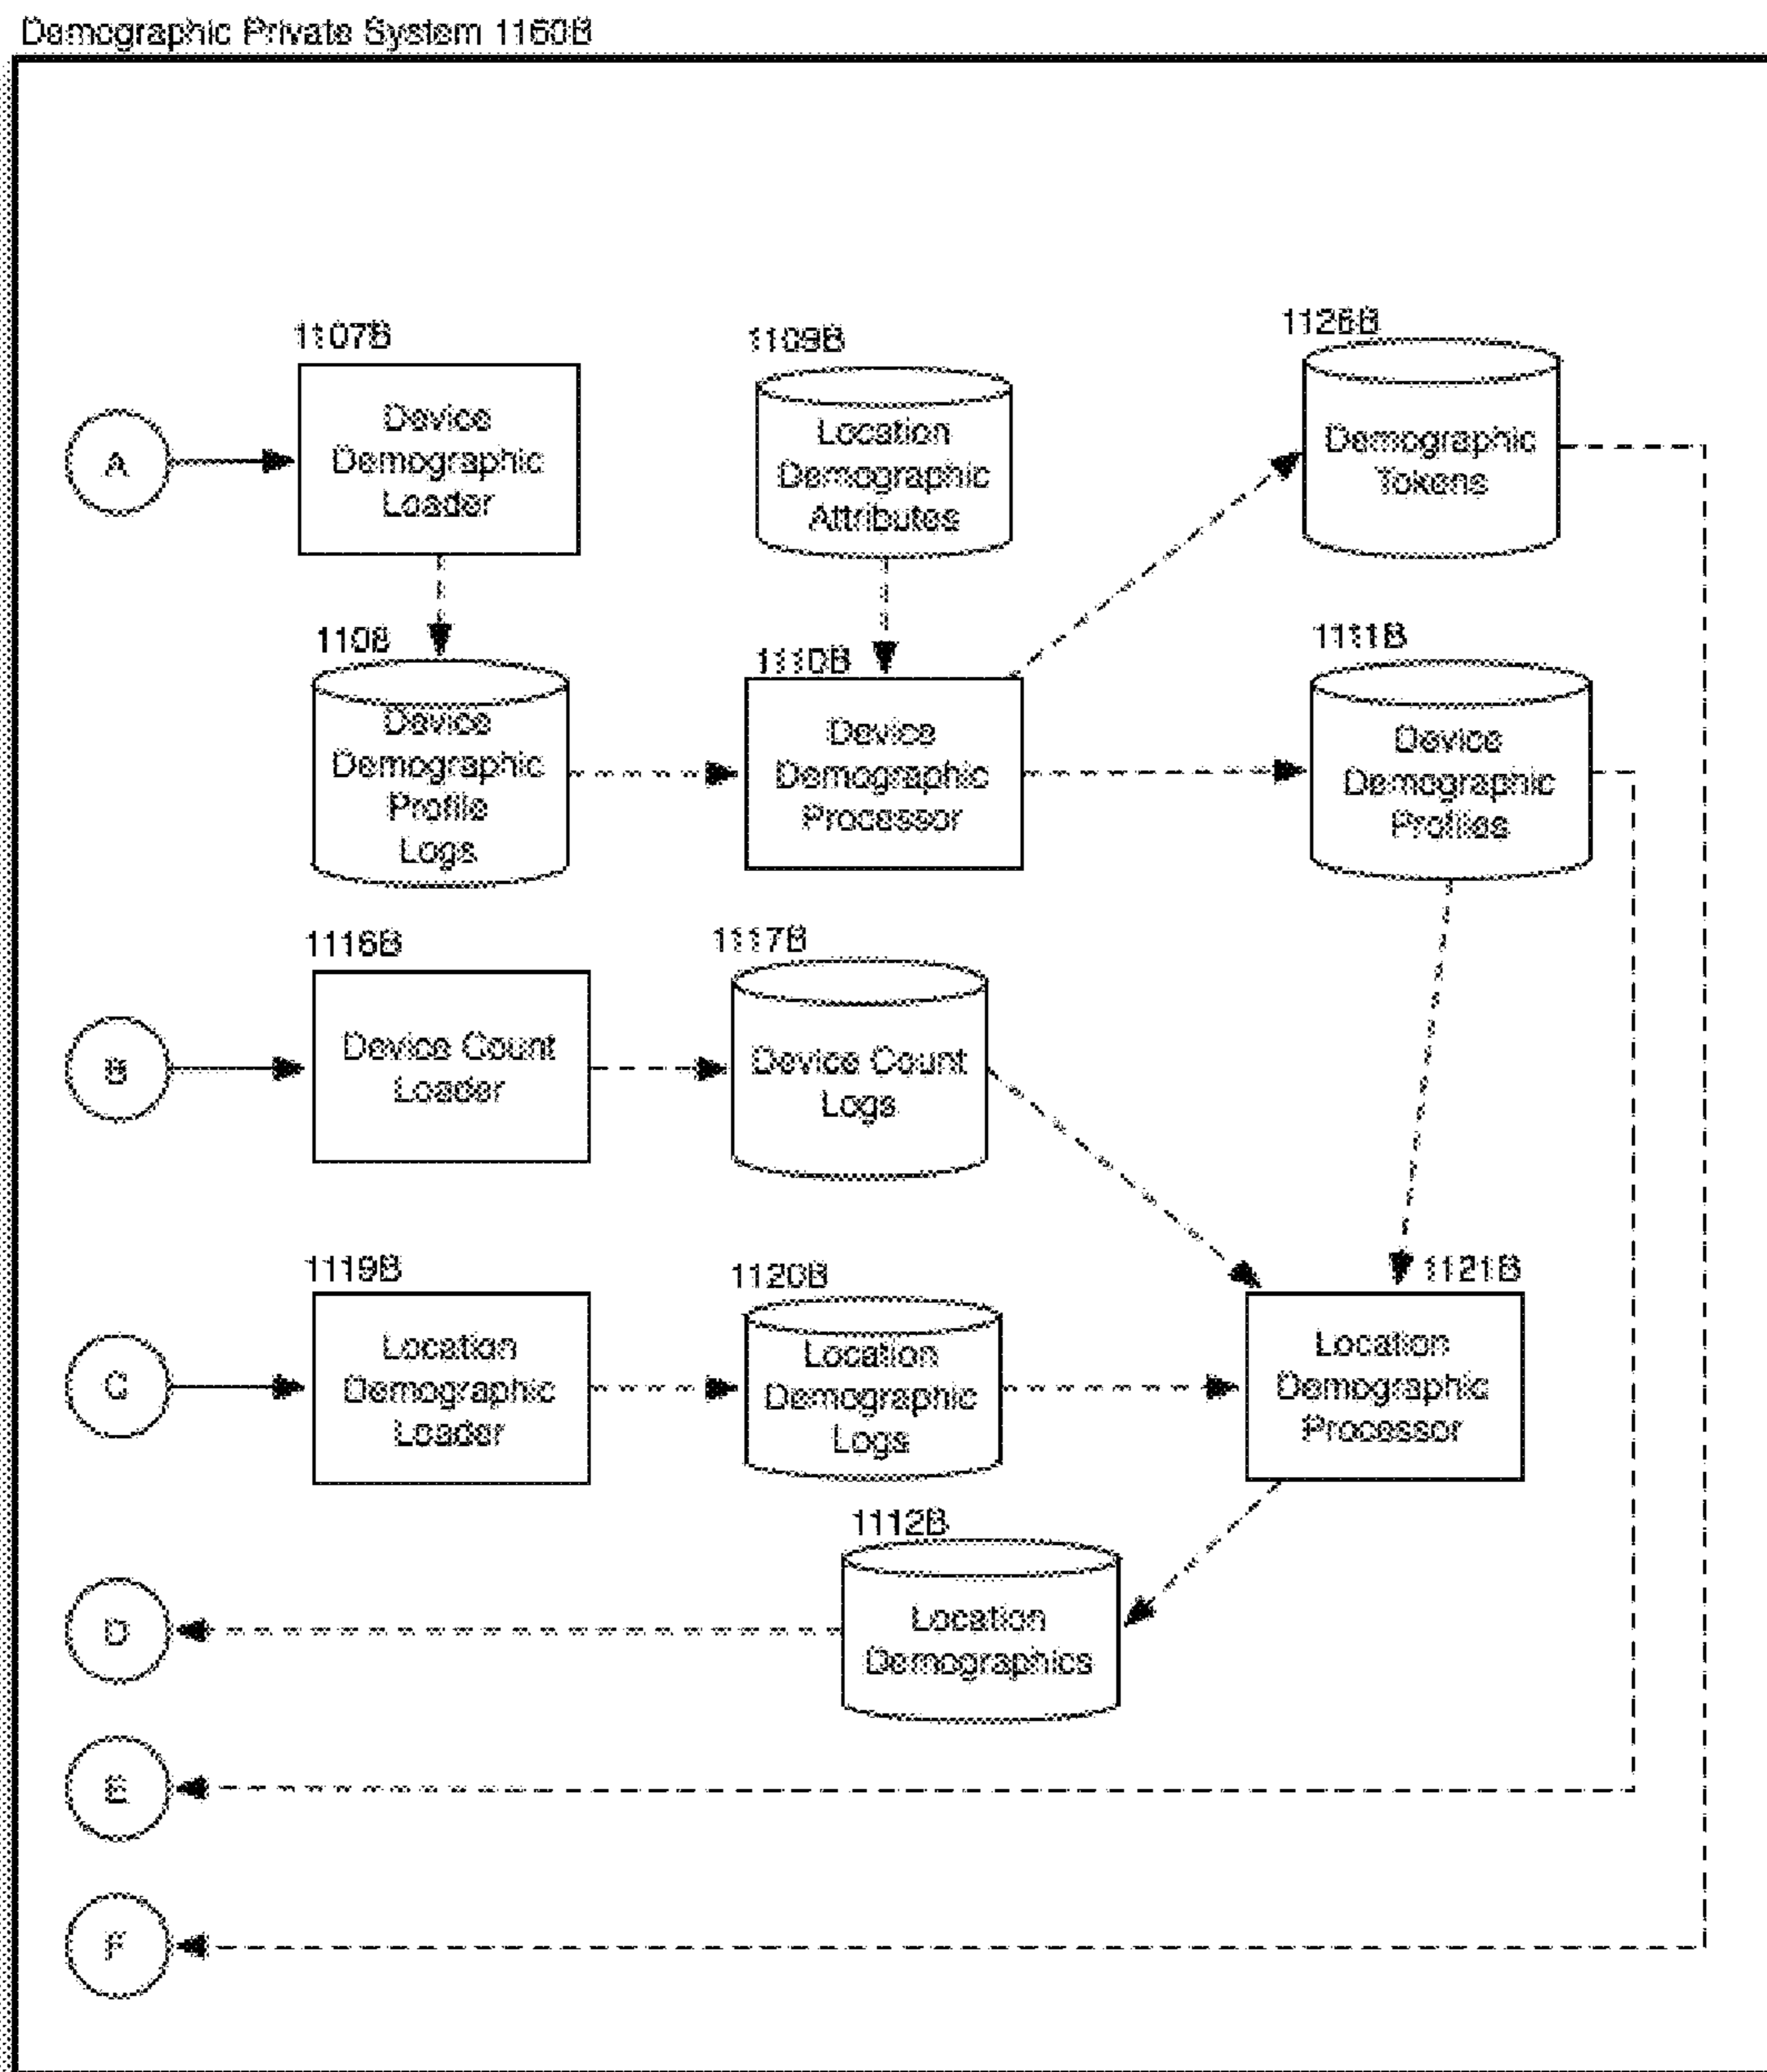 Demographic Private System 1160B
1107B
1109B
1126B
A
Device
Demographic
Loader
Location
Demographic
Attributes
Demographic
Tokens
1108
1110B
1111B
Device
Demographic
Profile
Logs
Device
Demographic
Processor
Device
Demographic
Profiles
1116B
1117B
B
Device Count
Loader
Device Count
Logs
1119B
1120B
1121B
C
Location
Demographic
Loader
Location
Demographic
Logs
Location
Demographic
Processor
1112B
D
Location
Demographics
E
F